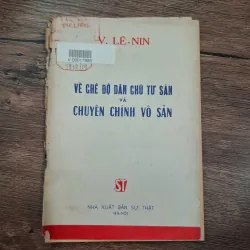 V. LÊ-NIN
VỀ CHẾ ĐỘ DÂN CHỦ TƯ SẢN
VÀ
CHUYÊN CHÍNH VÔ SẢN
ST
NHÀ XUẤT BẢN SỰ THẬT
HÀ-NỘI